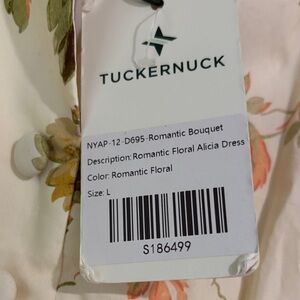 TUCKERNUCK
NYAP-12-D695-Romantic Bouquet
Description:Romantic Floral Alicia Dress
Color: Romantic Floral
Size: L
S186499